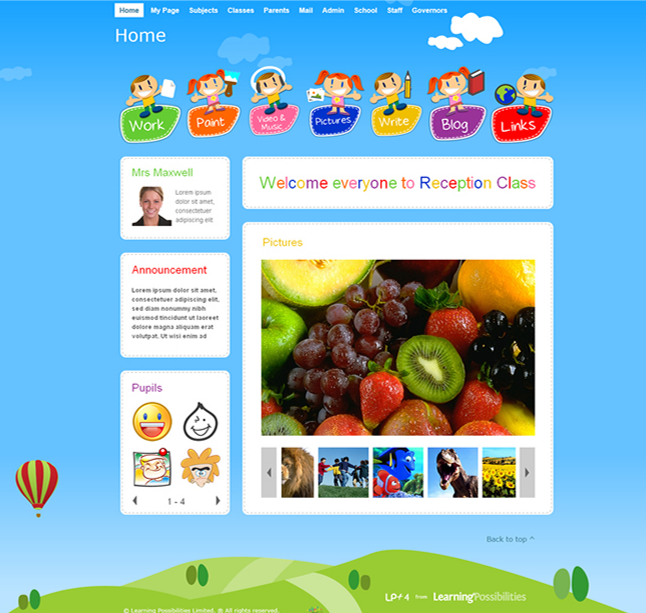 Home My Page Subjects Classes Parents Mail Admin School Staff Governors
Home
Work Paint Video & Music Pictures Write Blog Links
Mrs Maxwell
Lorem ipsum
dolor sit amet,
consectetuer
adipiscing elit
Announcement
Lorem ipsum dolor sit amet,
consectetuer adipiscing elit,
sed diam nonummy nibh
euismod tincidunt ut laoreet
dolore magna aliquam erat
volutpat. Ut wisi enim ad
Pupils
1 - 4
Welcome everyone to Reception Class
Pictures
Back to top ^
LP+4 from LearningPossibilities
© Learning Possibilities Limited. ® All rights reserved.